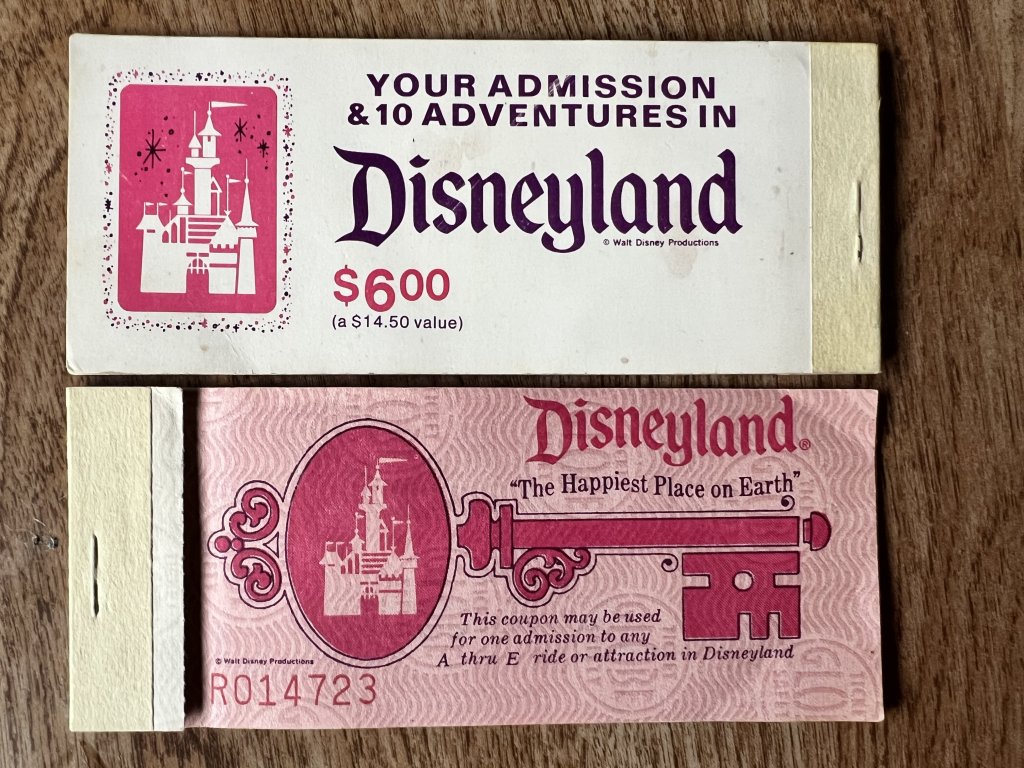 YOUR ADMISSION
& 10 ADVENTURES IN
Disneyland
© Walt Disney Productions
$6.00
(a $14.50 value)
Disneyland®
"The Happiest Place on Earth"
This coupon may be used
for one admission to any
A thru E ride or attraction in Disneyland
© Walt Disney Productions
R014723